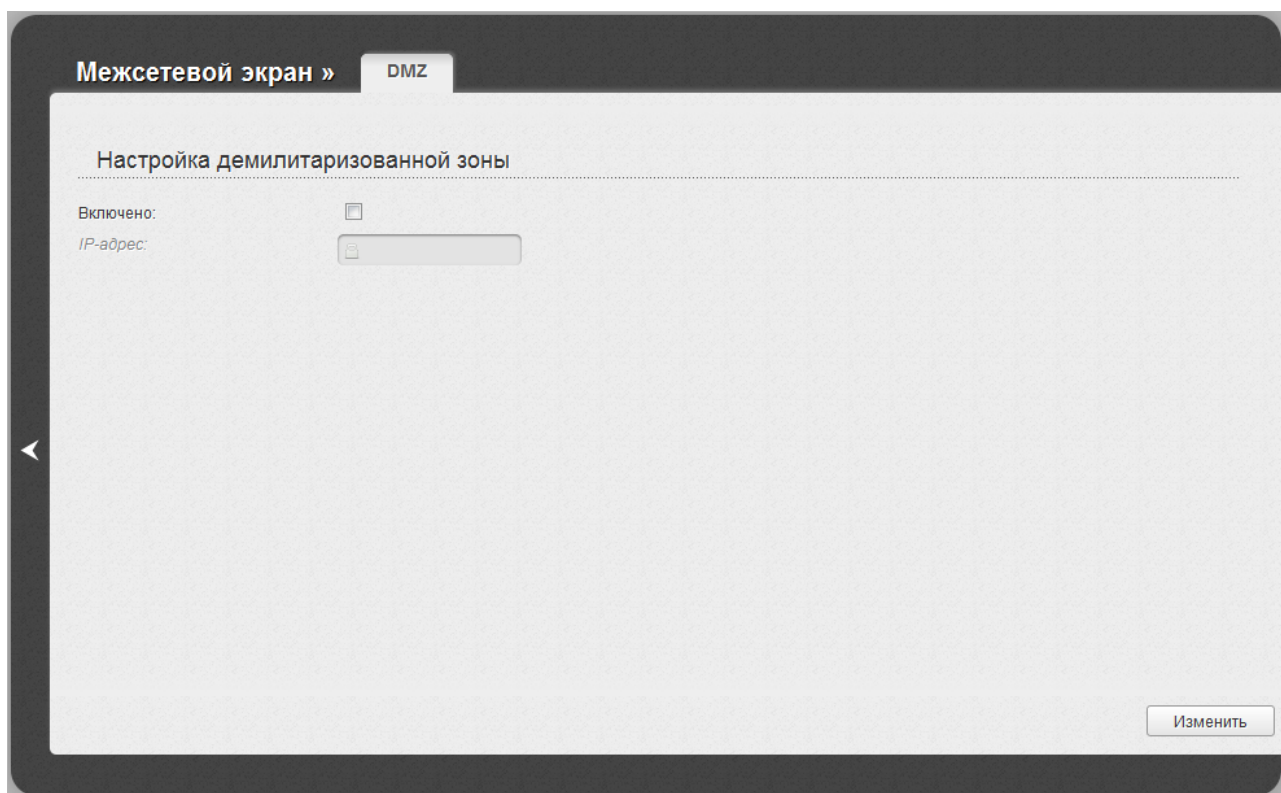 Межсетевой экран »
DMZ
Настройка демилитаризованной зоны
Включено:
IP-адрес:
Изменить